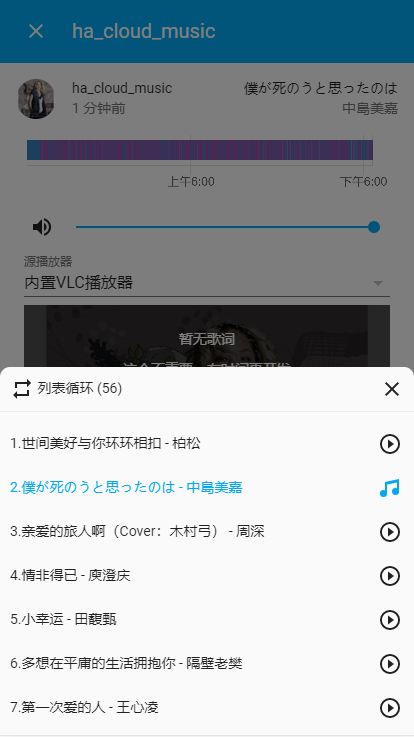 ha_cloud_music
ha_cloud_music
僕が死のうと思ったのは
1 分钟前
中島美嘉
上午6:00
下午6:00
源播放器
内置VLC播放器
暂无歌词
列表循环 (56)
1.世间美好与你环环相扣 - 柏松
2.僕が死のうと思ったのは - 中島美嘉
3.亲爱的旅人啊（Cover：木村弓） - 周深
4.情非得已 - 庾澄庆
5.小幸运 - 田馥甄
6.多想在平庸的生活拥抱你 - 隔壁老樊
7.第一次爱的人 - 王心凌